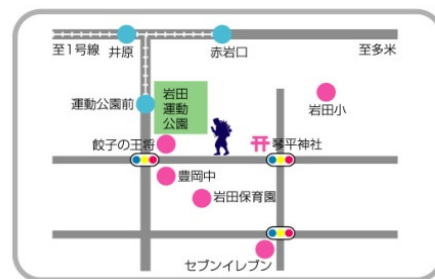 至1号線
井原
赤岩口
至多米
運動公園前
岩田
運動
公園
岩田小
餃子の王将
琴平神社
豊岡中
岩田保育園
セブンイレブン